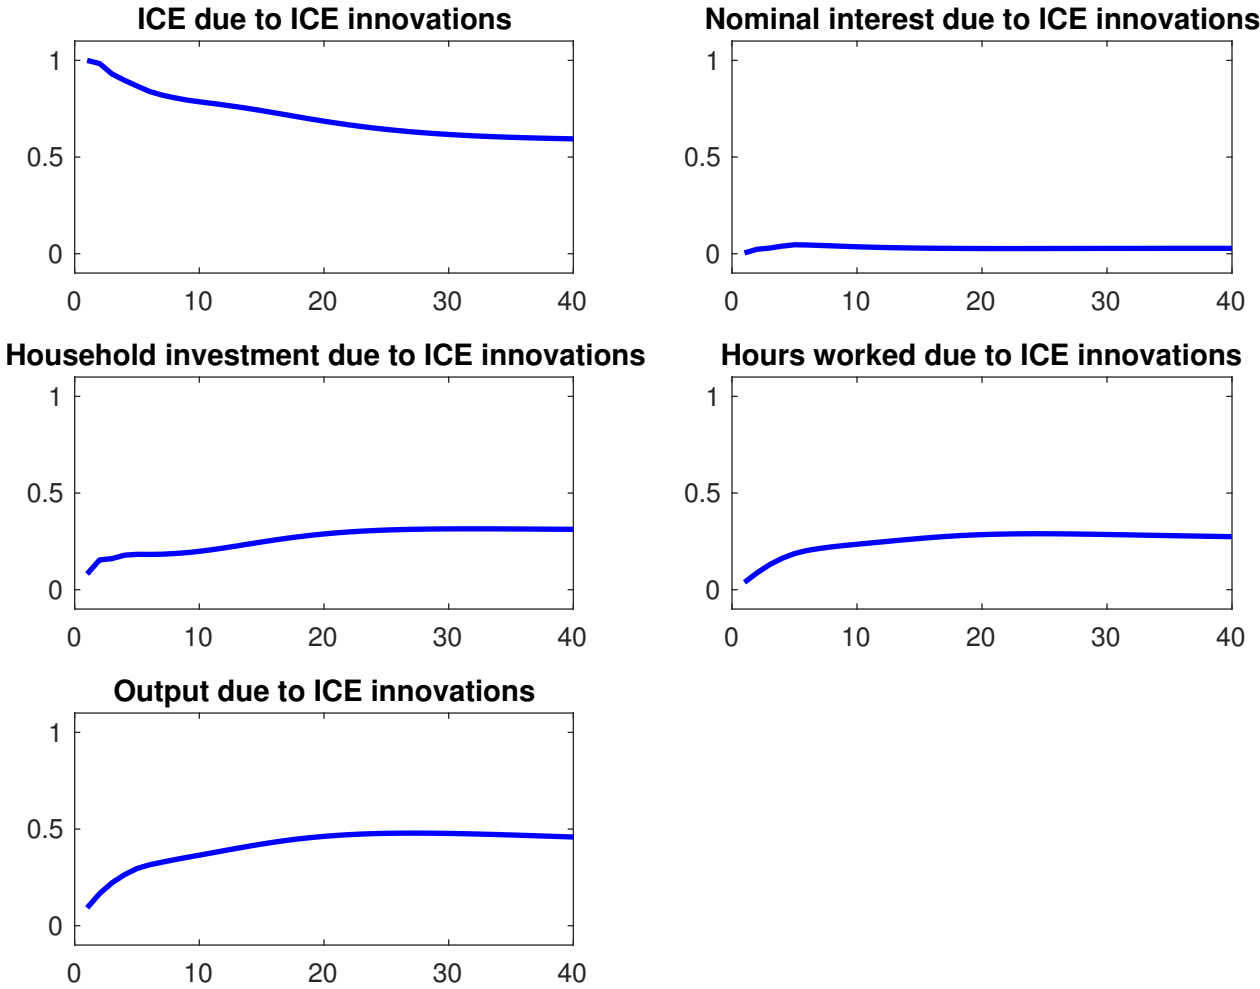 ICE due to ICE innovations
1
0.5
0
0 10 20 30 40
Nominal interest due to ICE innovations
1
0.5
0
0 10 20 30 40
Household investment due to ICE innovations
1
0.5
0
0 10 20 30 40
Hours worked due to ICE innovations
1
0.5
0
0 10 20 30 40
Output due to ICE innovations
1
0.5
0
0 10 20 30 40